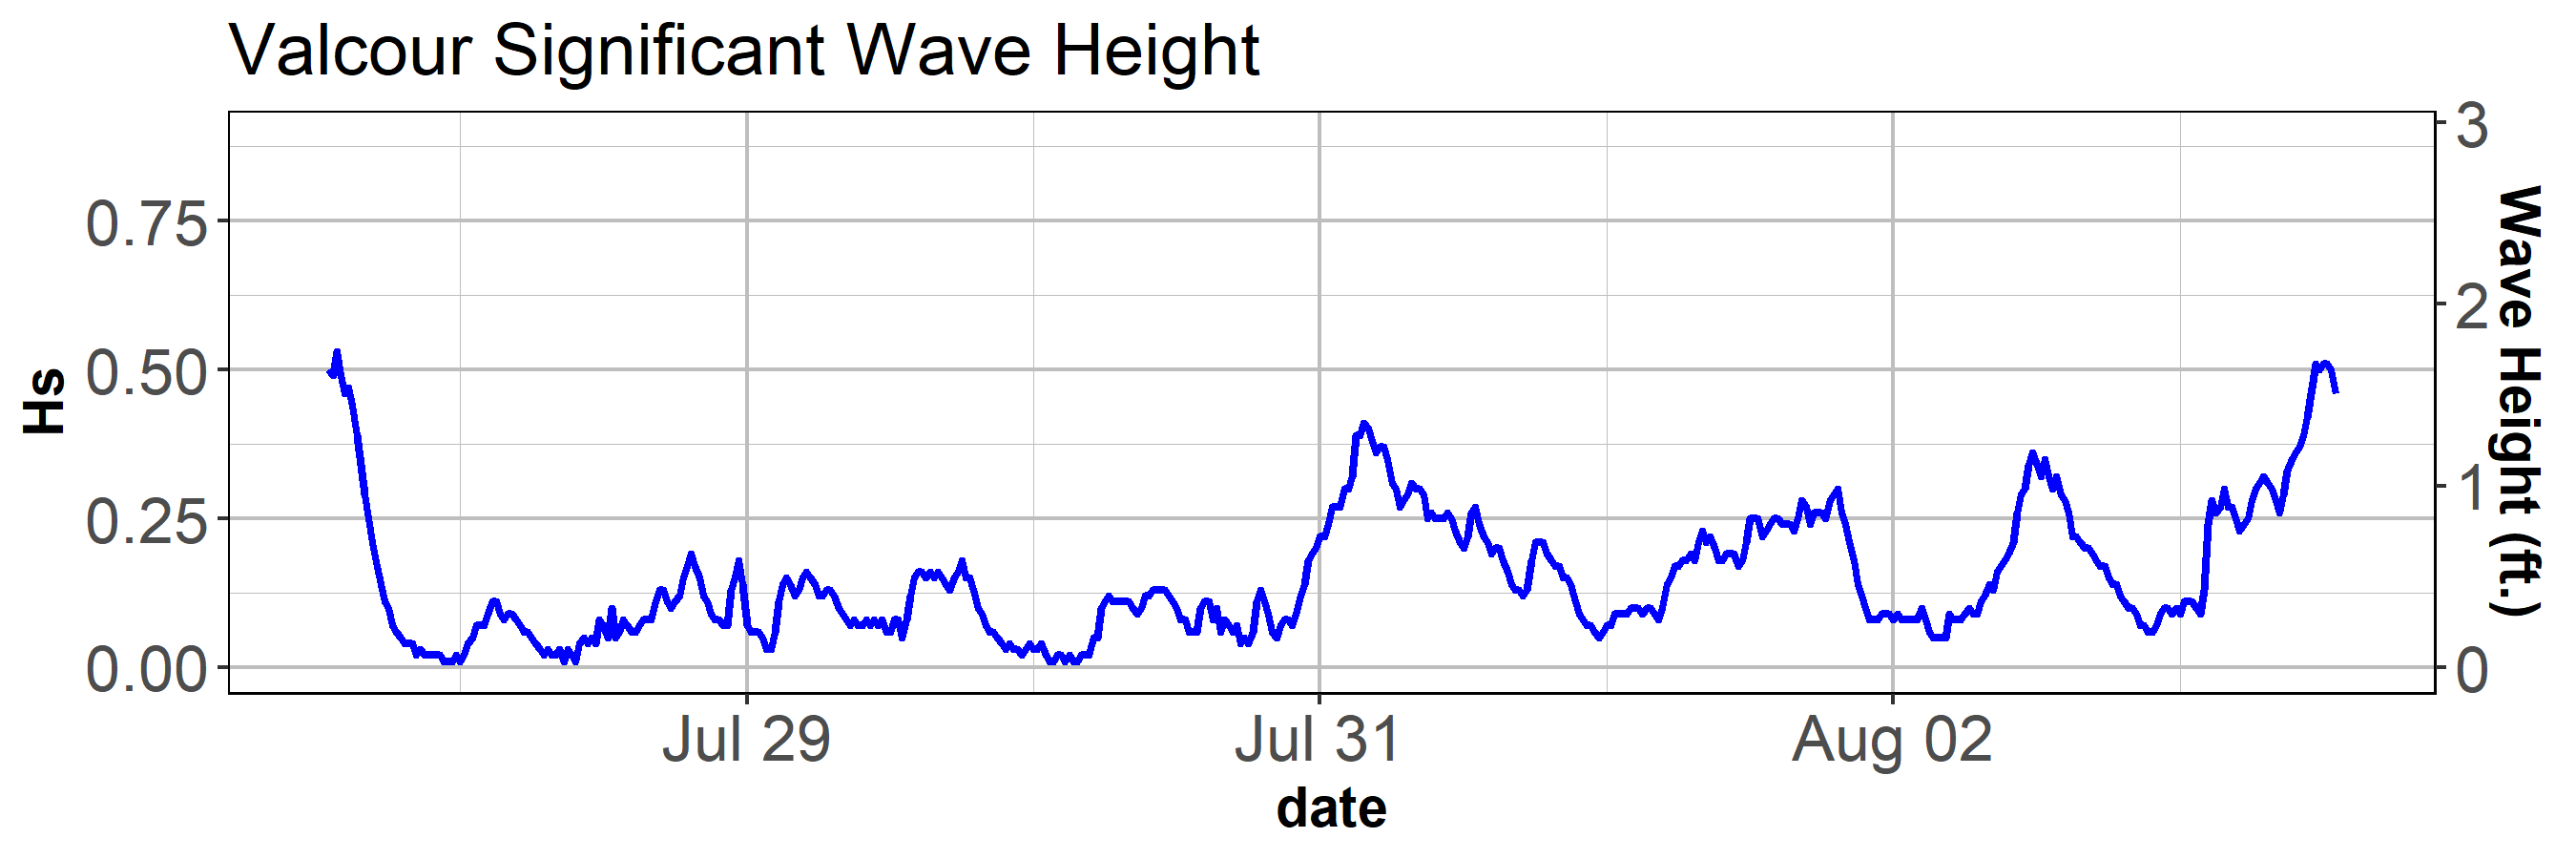 Valcour Significant Wave Height
Hs
0.75
0.50
0.25
0.00
3
2
1
0
Wave Height (ft.)
Jul 29
Jul 31
Aug 02
date